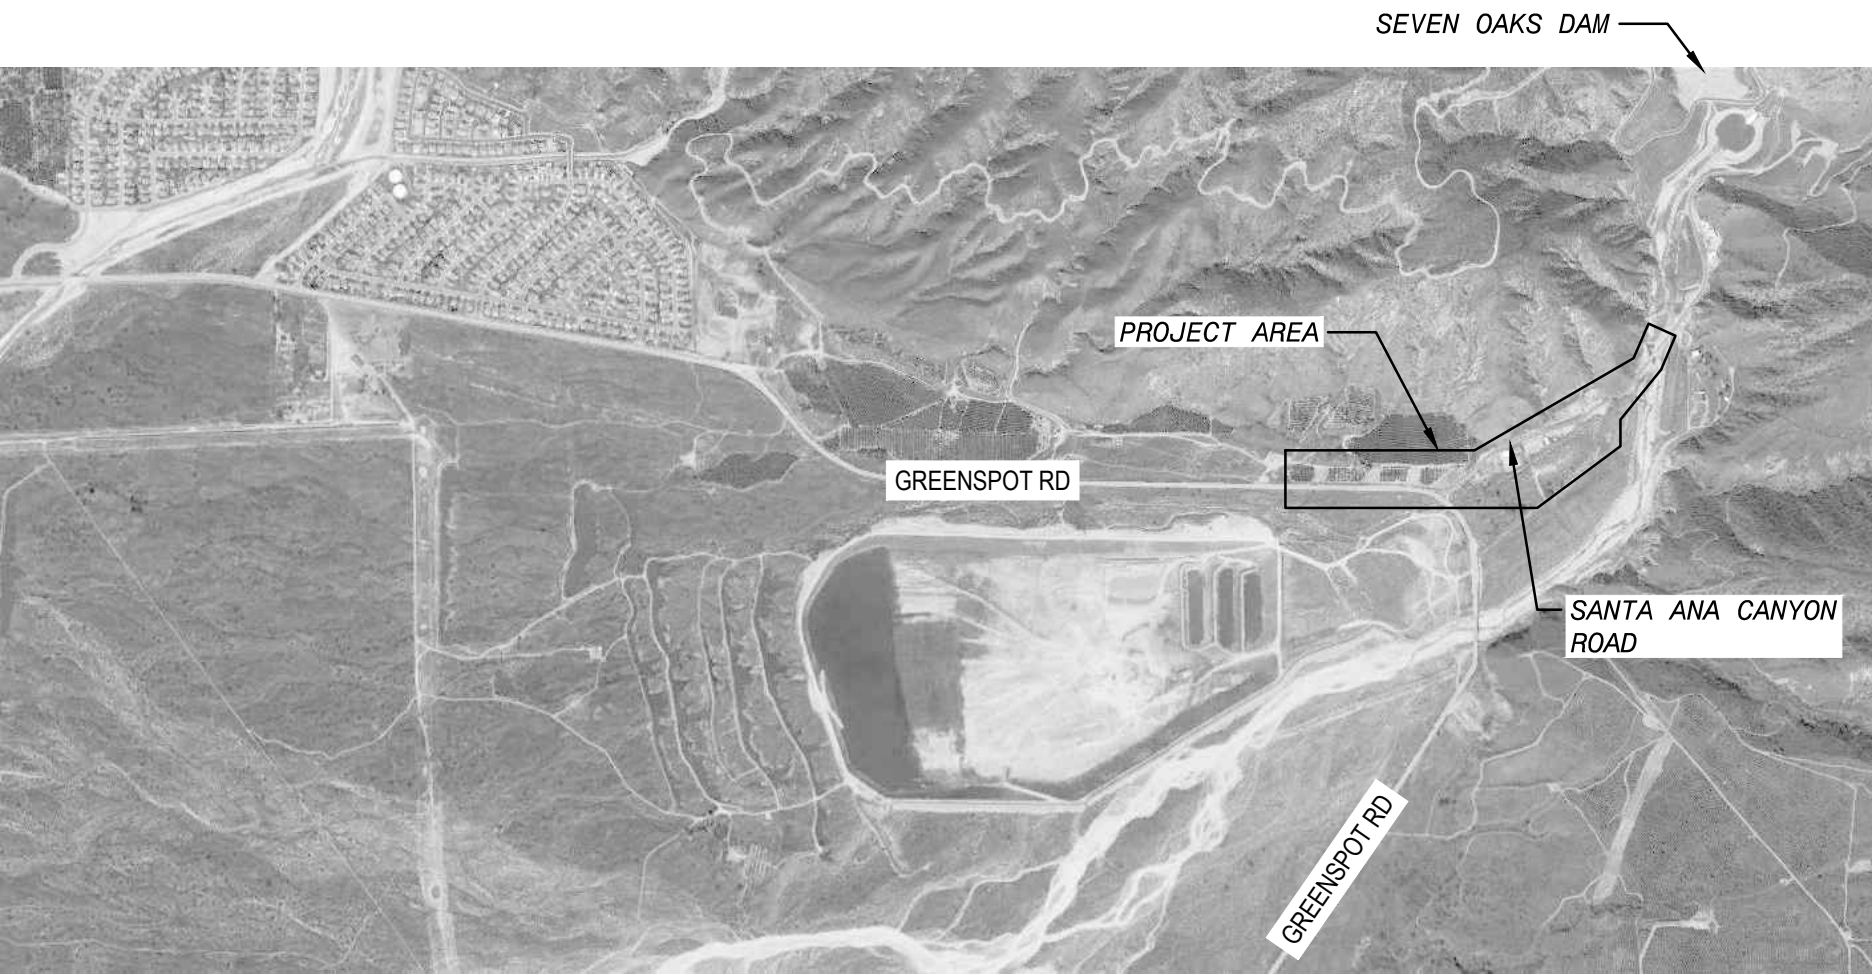 SEVEN OAKS DAM
PROJECT AREA
GREENSPOT RD
SANTA ANA CANYON
ROAD
GREENSPOT RD